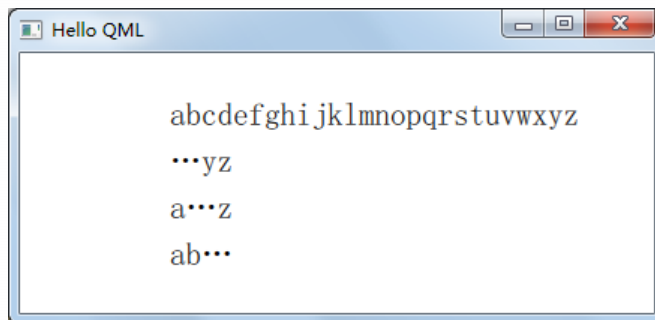 Hello QML
abcdefghijklmnopqrstuvwxyz
…yz
a…z
ab…